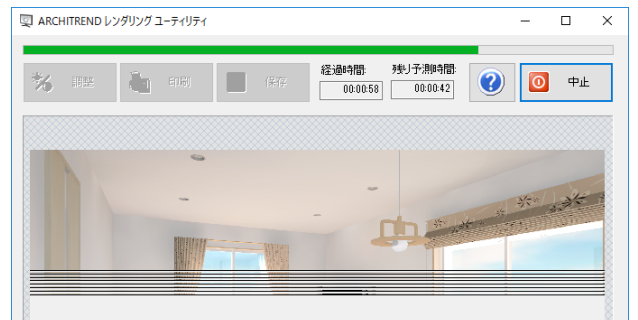 ARCHITREND レンダリング ユーティリティ
調整
印刷
保存
経過時間:
00:00:58
残り予測時間:
00:00:42
中止